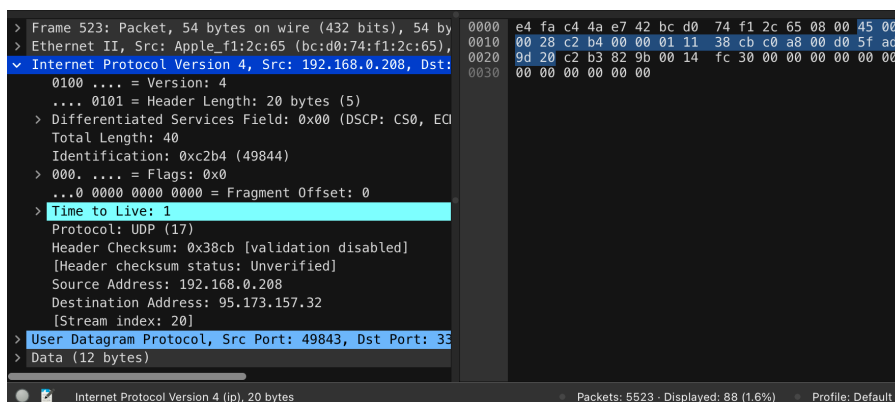 Frame 523: Packet, 54 bytes on wire (432 bits), 54 by
Ethernet II, Src: Apple_f1:2c:65 (bc:d0:74:f1:2c:65),
Internet Protocol Version 4, Src: 192.168.0.208, Dst:
0100 .... = Version: 4
.... 0101 = Header Length: 20 bytes (5)
Differentiated Services Field: 0x00 (DSCP: CS0, ECN
Total Length: 40
Identification: 0xc2b4 (49844)
000. .... = Flags: 0x0
...0 0000 0000 0000 = Fragment Offset: 0
Time to Live: 1
Protocol: UDP (17)
Header Checksum: 0x38cb [validation disabled]
[Header checksum status: Unverified]
Source Address: 192.168.0.208
Destination Address: 95.173.157.32
[Stream index: 20]
User Datagram Protocol, Src Port: 49843, Dst Port: 33
Data (12 bytes)
0000 e4 fa c4 4a e7 42 bc d0 74 f1 2c 65 08 00 45 00
0010 00 28 c2 b4 00 00 01 11 38 cb c0 a8 00 d0 5f ad
0020 9d 20 c2 b3 82 9b 00 14 fc 30 00 00 00 00 00 00
0030 00 00 00 00 00 00
Internet Protocol Version 4 (ip), 20 bytes
Packets: 5523 · Displayed: 88 (1.6%)
Profile: Default